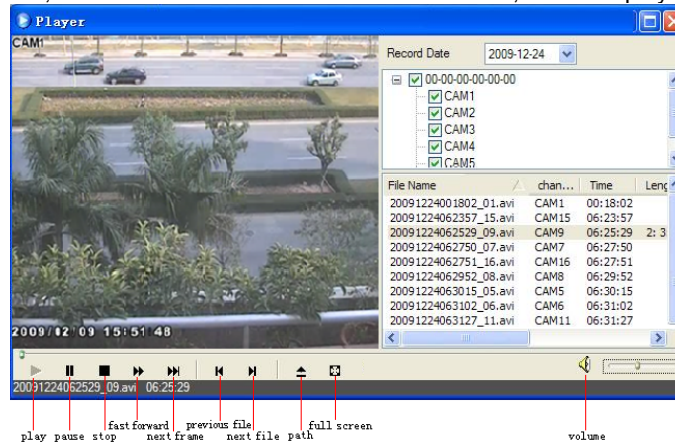 Player
CAM1
2009/12/09 15:51:48
Record Date 2009-12-24
00-00-00-00-00-00
CAM1
CAM2
CAM3
CAM4
CAM5
File Name chan... Time Leng
20091224001802_01.avi CAM1 00:18:02
20091224062357_15.avi CAM15 06:23:57
20091224062529_09.avi CAM9 06:25:29 2: 3
20091224062750_07.avi CAM7 06:27:50
20091224062751_16.avi CAM16 06:27:51
20091224062952_08.avi CAM8 06:29:52
20091224063015_05.avi CAM5 06:30:15
20091224063102_06.avi CAM6 06:31:02
20091224063127_11.avi CAM11 06:31:27
20091224062529_09.avi 06:25:29
play pause stop fast forward next frame previous file next file path full screen volume